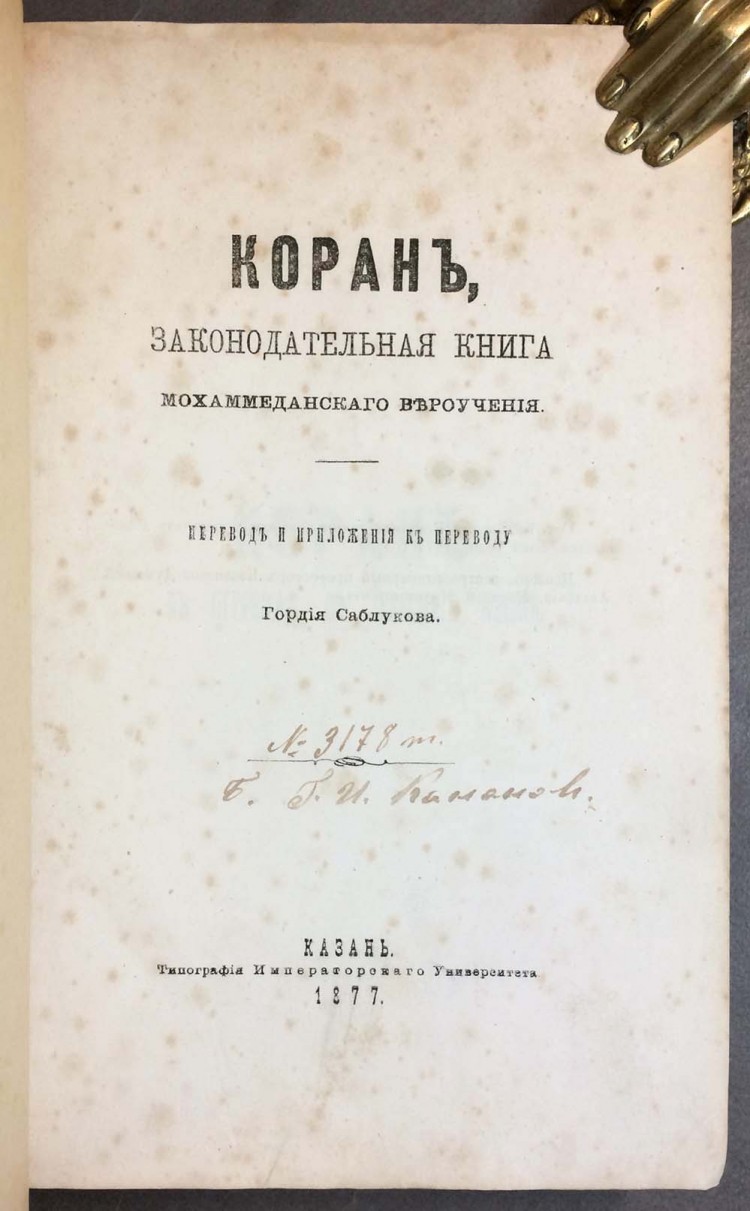 КОРАНЪ,
ЗАКОНОДАТЕЛЬНАЯ КНИГА
МОХАММЕДАНСКАГО ВѢРОУЧЕНІЯ.
ПЕРЕВОДЪ И ПРИЛОЖЕНІЯ КЪ ПЕРЕВОДУ
Гордія Саблукова.
№ 3178 т.
Б. Г. И.
КАЗАНЬ.
Типографія Императорскаго Университета
1877.